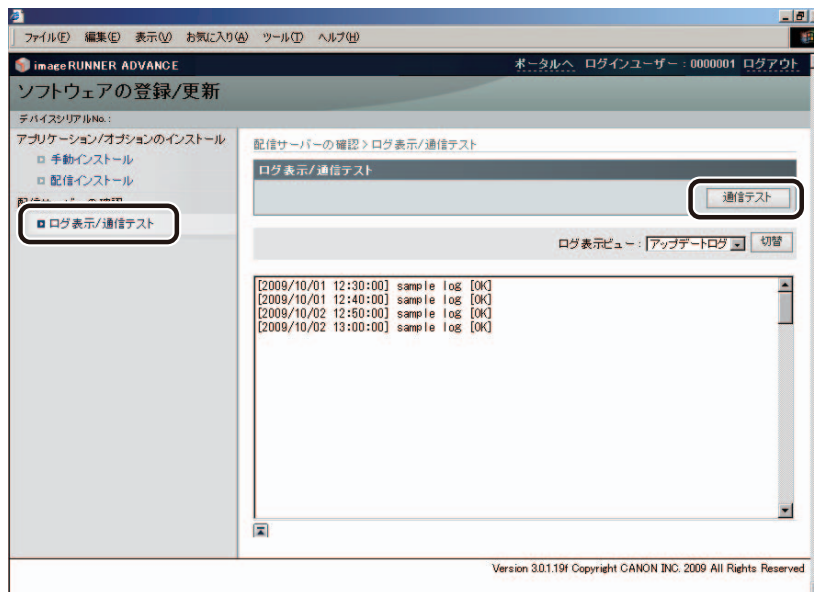 ファイル(F) 編集(E) 表示(V) お気に入り(A) ツール(T) ヘルプ(H)
imageRUNNER ADVANCE ポータルへ ログインユーザー : 0000001 ログアウト
ソフトウェアの登録/更新
デバイスシリアルNo. :
アプリケーション/オプションのインストール
手動インストール
配信インストール
ログ表示/通信テスト
配信サーバーの確認 > ログ表示/通信テスト
ログ表示/通信テスト
通信テスト
ログ表示ビュー : アップデートログ 切替
[2009/10/01 12:30:00] sample log [OK]
[2009/10/01 12:40:00] sample log [OK]
[2009/10/02 12:50:00] sample log [OK]
[2009/10/02 13:00:00] sample log [OK]
Version 3.0.1.19f Copyright CANON INC. 2009 All Rights Reserved